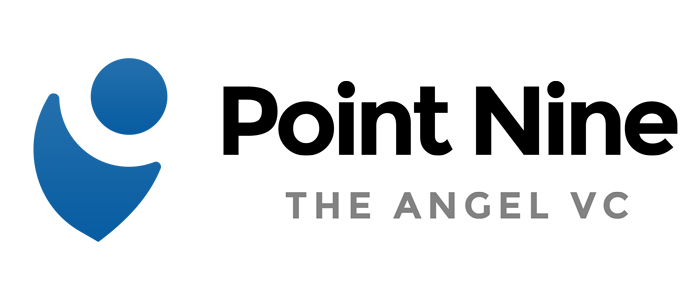 Point Nine
THE ANGEL VC